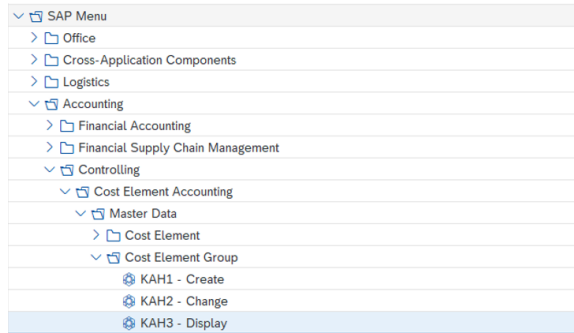 SAP Menu
Office
Cross-Application Components
Logistics
Accounting
Financial Accounting
Financial Supply Chain Management
Controlling
Cost Element Accounting
Master Data
Cost Element
Cost Element Group
KAH1 - Create
KAH2 - Change
KAH3 - Display